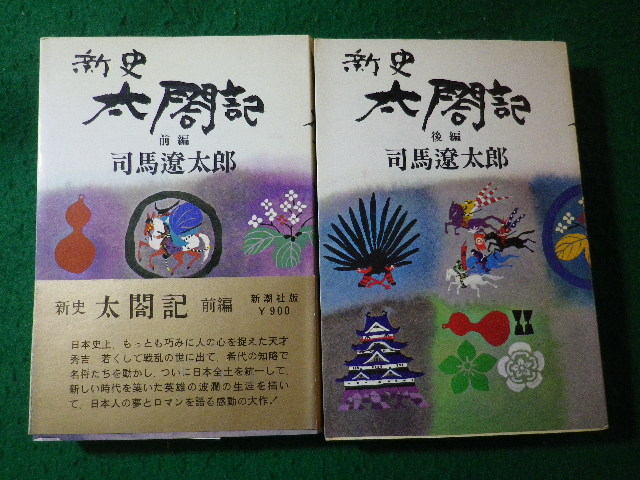 新史
太閤記
前編
司馬遼太郎
新史 太閤記 前編
新潮社版
￥900
日本史上、もっとも巧みに人の心を捉えた天才
秀吉――若くして戦乱の世に出て、希代の知略で
名将たちを動かし、ついに日本全土を統一して、
新しい時代を築いた英雄の波瀾の生涯を描い
て、日本人の夢とロマンを語る感動の大作！
新史
太閤記
後編
司馬遼太郎